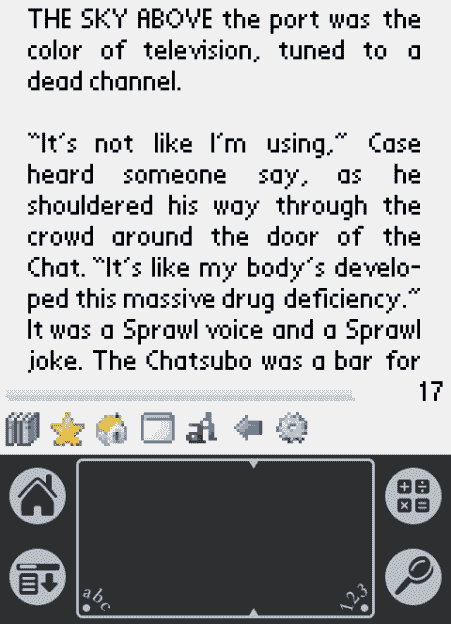 THE SKY ABOVE the port was the
color of television, tuned to a
dead channel.
"It's not like I'm using," Case
heard someone say, as he
shouldered his way through the
crowd around the door of the
Chat. "It's like my body's develo-
ped this massive drug deficiency."
It was a Sprawl voice and a Sprawl
joke. The Chatsubo was a bar for
17
aA
abc
123